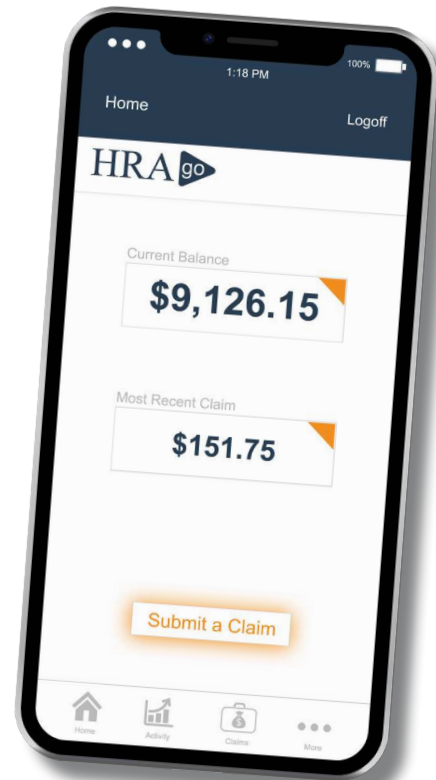 1:18 PM
100%
Home
Logoff
HRA go
Current Balance
$9,126.15
Most Recent Claim
$151.75
Submit a Claim
Home
Activity
Claims
More